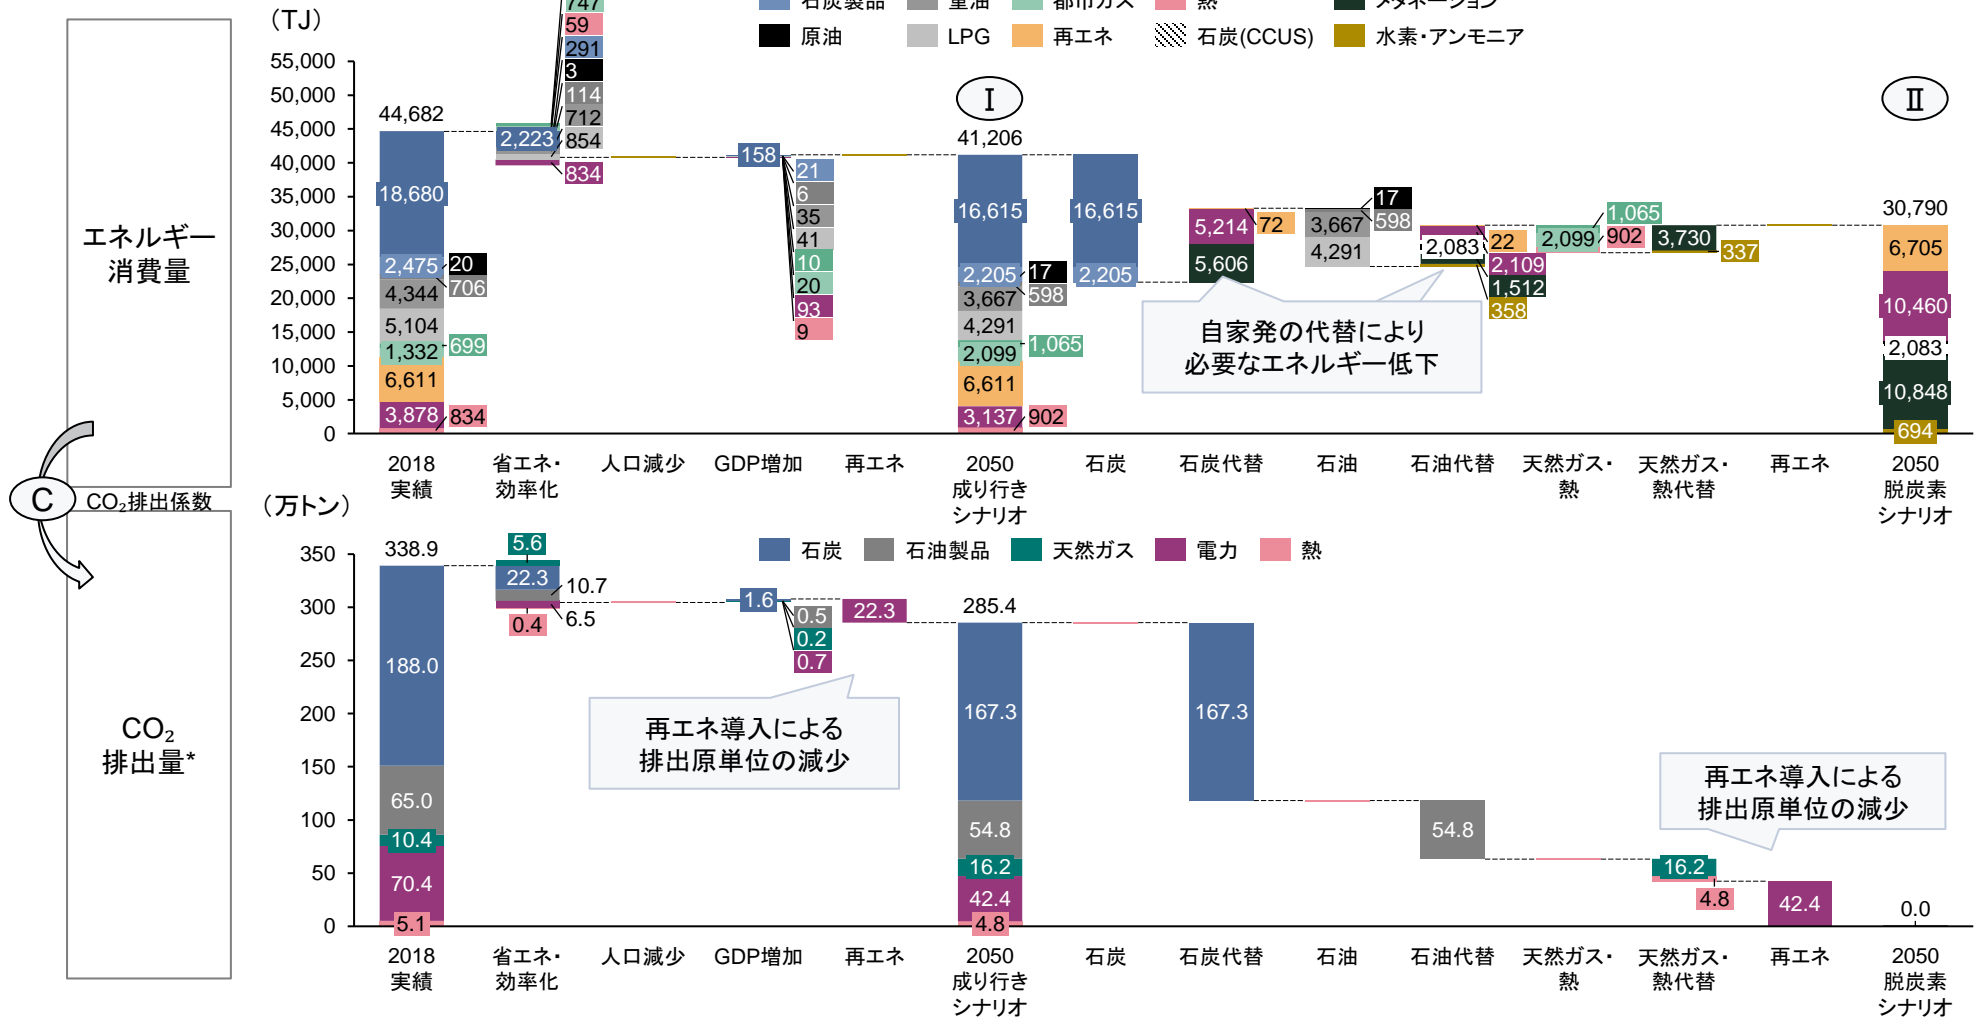 (TJ)
石炭製品
重油
都市ガス
熱
メタネーション
原油
LPG
再エネ
石炭(CCUS)
水素・アンモニア
エネルギー
消費量
C
CO₂排出係数
CO₂
排出量*
55,000
50,000
45,000
40,000
35,000
30,000
25,000
20,000
15,000
10,000
5,000
0
44,682
18,680
2,475
20
706
4,344
5,104
1,332
699
6,611
3,878
834
747
59
291
3
114
712
854
2,223
834
158
21
6
35
41
10
20
93
9
Ⅰ
41,206
16,615
2,205
17
598
3,667
4,291
2,099
1,065
6,611
3,137
902
16,615
2,205
5,214
72
5,606
17
3,667
598
4,291
2,083
22
2,109
1,512
358
1,065
2,099
902
3,730
337
自家発の代替により
必要なエネルギー低下
Ⅱ
30,790
6,705
10,460
2,083
10,848
694
2018
実績
省エネ・
効率化
人口減少
GDP増加
再エネ
2050
成り行き
シナリオ
石炭
石炭代替
石油
石油代替
天然ガス・
熱
天然ガス・
熱代替
再エネ
2050
脱炭素
シナリオ
(万トン)
石炭
石油製品
天然ガス
電力
熱
350
300
250
200
150
100
50
0
338.9
188.0
65.0
10.4
70.4
5.1
5.6
22.3
10.7
6.5
0.4
1.6
0.5
0.2
0.7
22.3
再エネ導入による
排出原単位の減少
285.4
167.3
54.8
16.2
42.4
4.8
167.3
54.8
16.2
4.8
42.4
0.0
再エネ導入による
排出原単位の減少
2018
実績
省エネ・
効率化
人口減少
GDP増加
再エネ
2050
成り行き
シナリオ
石炭
石炭代替
石油
石油代替
天然ガス・
熱
天然ガス・
熱代替
再エネ
2050
脱炭素
シナリオ